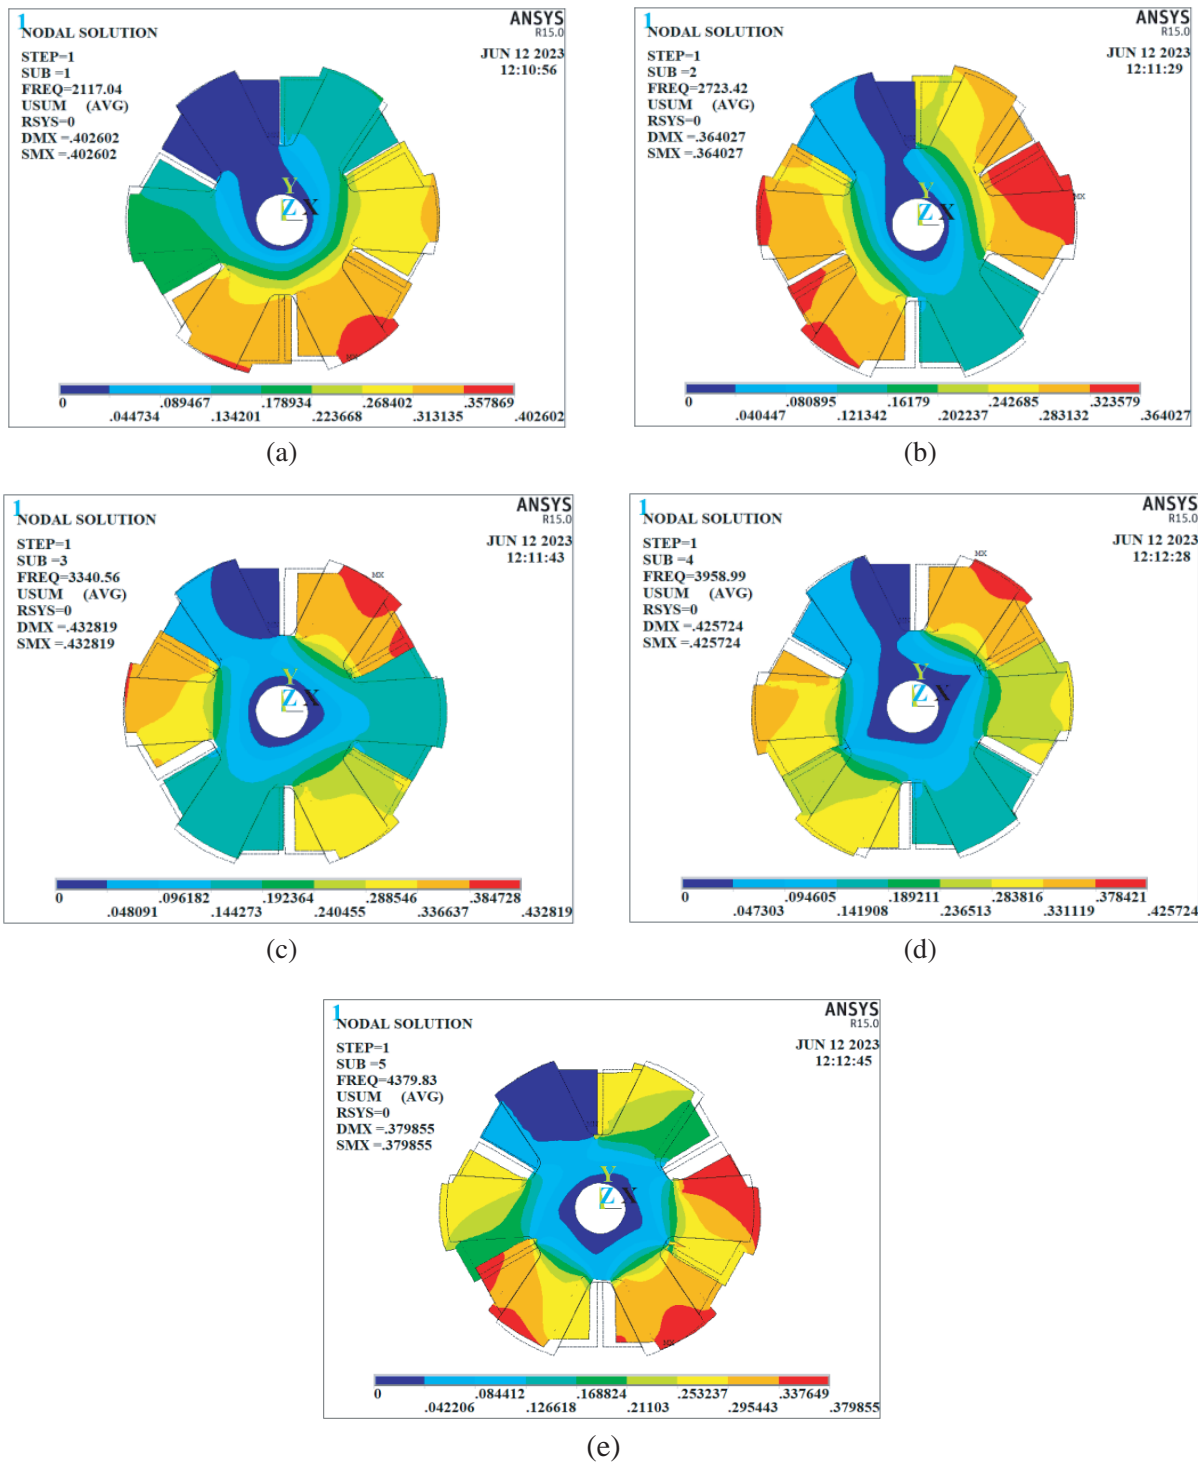 1
NODAL SOLUTION
ANSYS
R15.0
JUN 12 2023
12:10:56
STEP=1
SUB =1
FREQ=2117.04
USUM (AVG)
RSYS=0
DMX =.402602
SMX =.402602
Y
Z X
MX
0 .089467 .178934 .268402 .357869
.044734 .134201 .223668 .313135 .402602
(a)
1
NODAL SOLUTION
ANSYS
R15.0
JUN 12 2023
12:11:29
STEP=1
SUB =2
FREQ=2723.42
USUM (AVG)
RSYS=0
DMX =.364027
SMX =.364027
Y
Z X
MX
0 .080895 .16179 .242685 .323579
.040447 .121342 .202237 .283132 .364027
(b)
1
NODAL SOLUTION
ANSYS
R15.0
JUN 12 2023
12:11:43
STEP=1
SUB =3
FREQ=3340.56
USUM (AVG)
RSYS=0
DMX =.432819
SMX =.432819
MX
Y
Z X
0 .096182 .192364 .288546 .384728
.048091 .144273 .240455 .336637 .432819
(c)
1
NODAL SOLUTION
ANSYS
R15.0
JUN 12 2023
12:12:28
STEP=1
SUB =4
FREQ=3958.99
USUM (AVG)
RSYS=0
DMX =.425724
SMX =.425724
MX
Y
Z X
0 .094605 .189211 .283816 .378421
.047303 .141908 .236513 .331119 .425724
(d)
1
NODAL SOLUTION
ANSYS
R15.0
JUN 12 2023
12:12:45
STEP=1
SUB =5
FREQ=4379.83
USUM (AVG)
RSYS=0
DMX =.379855
SMX =.379855
Y
Z X
MX
0 .084412 .168824 .253237 .337649
.042206 .126618 .21103 .295443 .379855
(e)